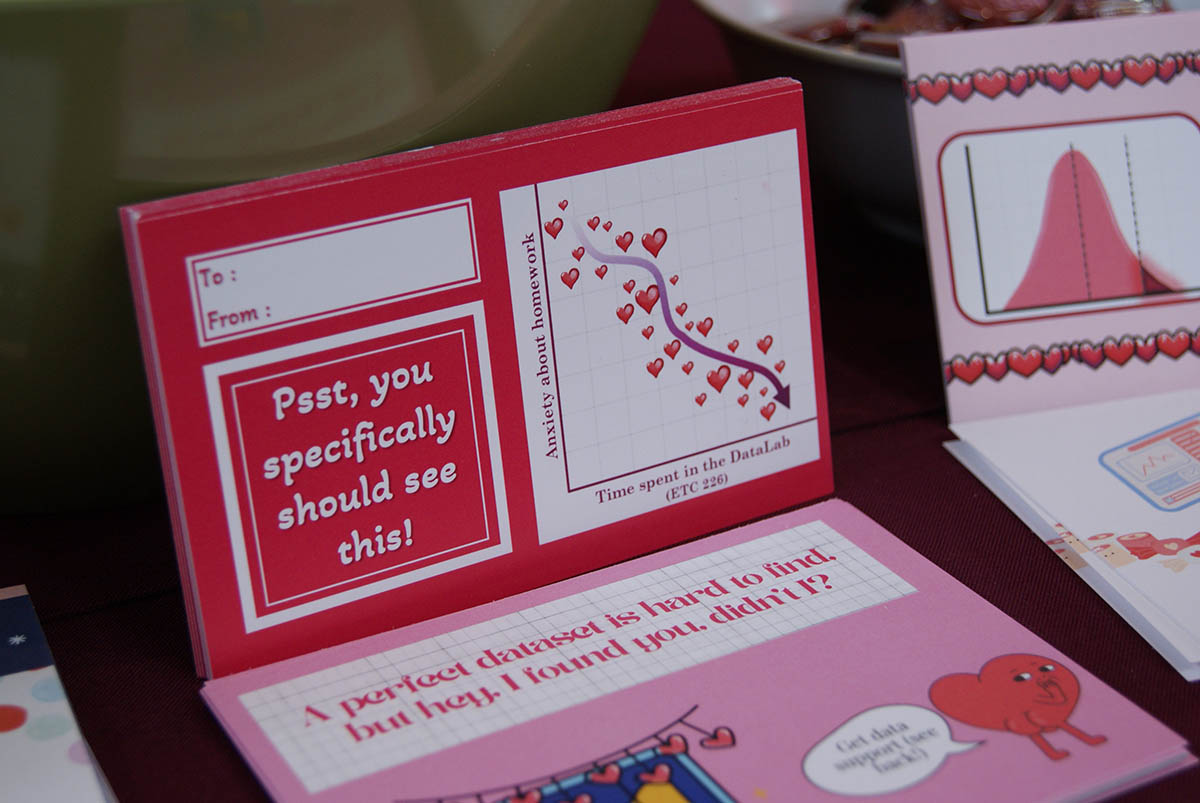 To :
From :
Psst, you
specifically
should see
this!
Anxiety about homework
Time spent in the DataLab
(ETC 226)
A perfect dataset is hard to find,
but hey, I found you, didn't I?
Get data
support (see
back!)